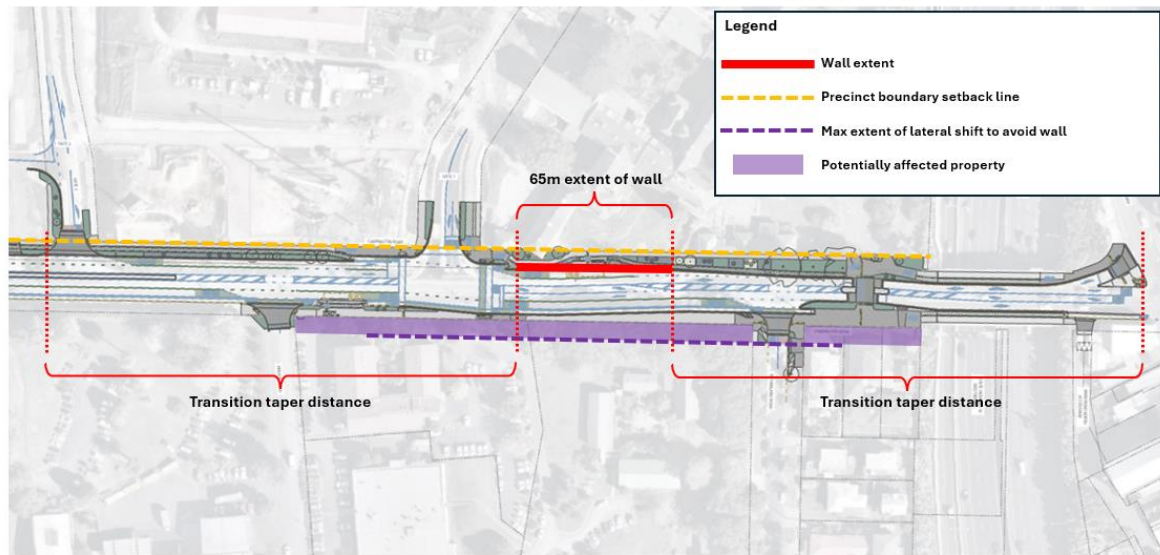 Legend
Wall extent
Precinct boundary setback line
Max extent of lateral shift to avoid wall
Potentially affected property
65m extent of wall
Transition taper distance
Transition taper distance